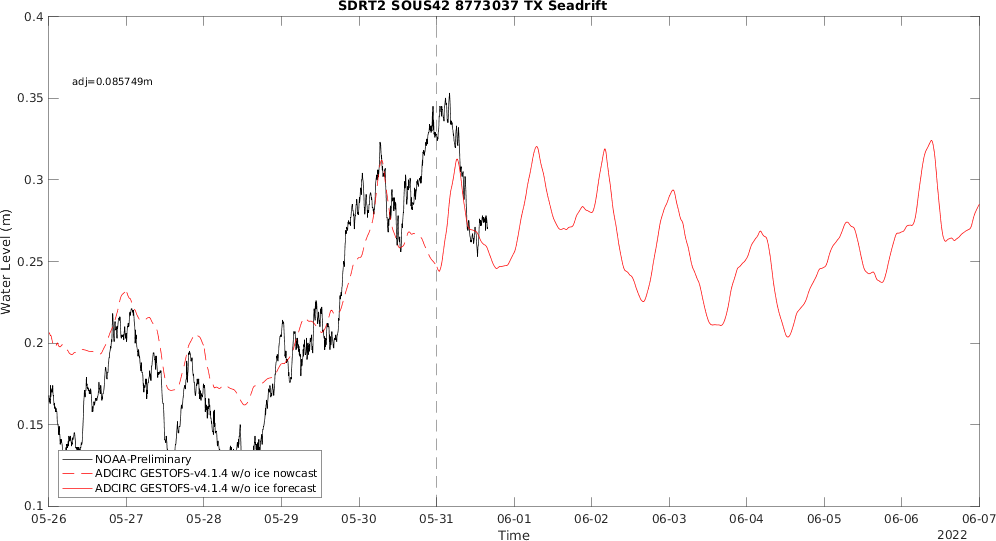 SDRT2 SOUS42 8773037 TX Seadrift
0.4
adj=0.085749m
0.35
0.3
0.25
0.2
0.15
0.1
Water Level (m)
NOAA-Preliminary
ADCIRC GESTOFS-v4.1.4 w/o ice nowcast
ADCIRC GESTOFS-v4.1.4 w/o ice forecast
05-26 05-27 05-28 05-29 05-30 05-31 06-01 06-02 06-03 06-04 06-05 06-06 06-07
Time
2022